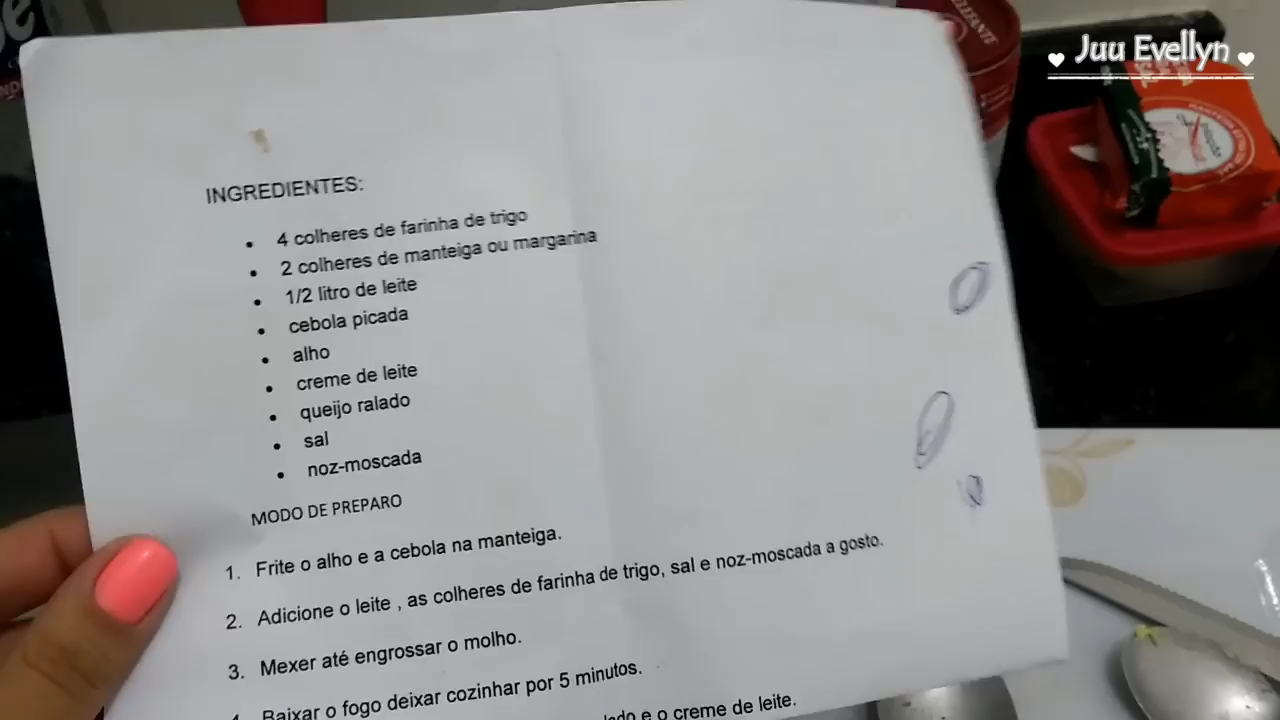 Juu Evellyn
INGREDIENTES:
• 4 colheres de farinha de trigo
• 2 colheres de manteiga ou margarina
• 1/2 litro de leite
• cebola picada
• alho
• creme de leite
• queijo ralado
• sal
• noz-moscada
MODO DE PREPARO
1. Frite o alho e a cebola na manteiga.
2. Adicione o leite , as colheres de farinha de trigo, sal e noz-moscada a gosto.
3. Mexer até engrossar o molho.
4. Baixar o fogo deixar cozinhar por 5 minutos.
e o creme de leite.